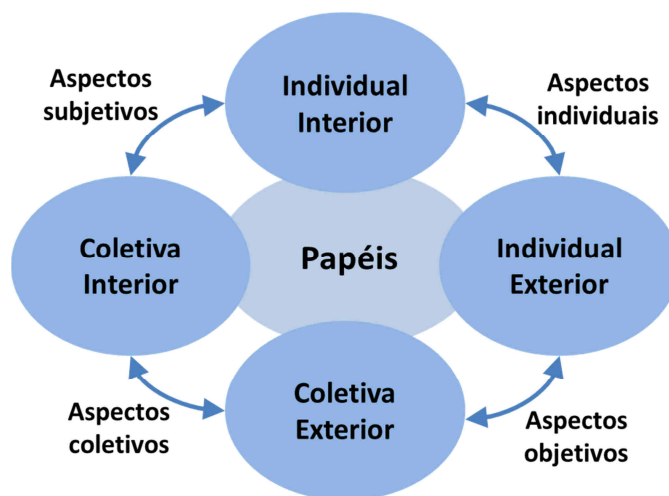 Aspectos
subjetivos
Individual
Interior
Aspectos
individuais
Coletiva
Interior
Papéis
Individual
Exterior
Aspectos
coletivos
Coletiva
Exterior
Aspectos
objetivos